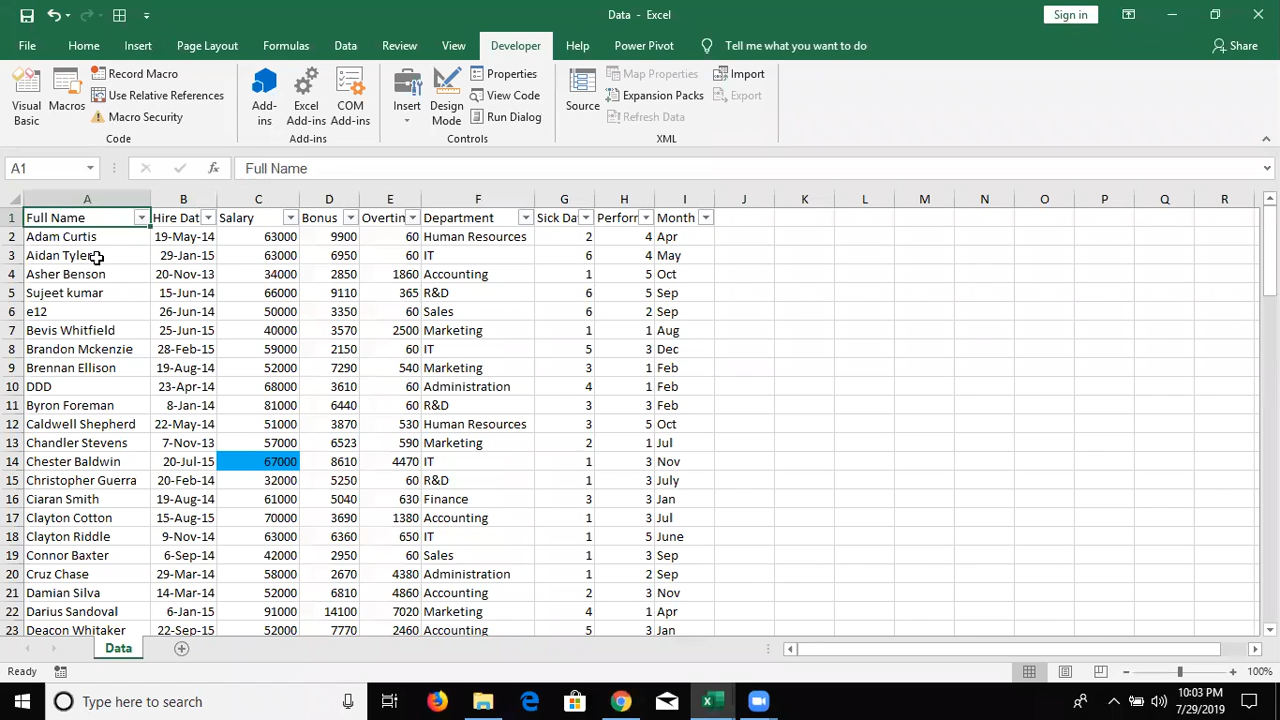 Data - Excel
Sign in
File Home Insert Page Layout Formulas Data Review View Developer Help Power Pivot Tell me what you want to do Share
Visual Basic
Macros
Record Macro
Use Relative References
Macro Security
Code
Add-ins
Excel Add-ins
COM Add-ins
Add-ins
Insert
Design Mode
Properties
View Code
Run Dialog
Controls
Source
Map Properties
Expansion Packs
Refresh Data
Import
Export
XML
A1 fx Full Name
A B C D E F G H I J K L M N O P Q R
1 Full Name Hire Dat Salary Bonus Overtin Department Sick Da Perforr Month
2 Adam Curtis 19-May-14 63000 9900 60 Human Resources 2 4 Apr
3 Aidan Tyler 29-Jan-15 63000 6950 60 IT 6 4 May
4 Asher Benson 20-Nov-13 34000 2850 1860 Accounting 1 5 Oct
5 Sujeet kumar 15-Jun-14 66000 9110 365 R&D 6 5 Sep
6 e12 26-Jun-14 50000 3350 60 Sales 6 2 Sep
7 Bevis Whitfield 25-Jun-15 40000 3570 2500 Marketing 1 1 Aug
8 Brandon Mckenzie 28-Feb-15 59000 2150 60 IT 5 3 Dec
9 Brennan Ellison 19-Aug-14 52000 7290 540 Marketing 3 1 Feb
10 DDD 23-Apr-14 68000 3610 60 Administration 4 1 Feb
11 Byron Foreman 8-Jan-14 81000 6440 60 R&D 3 3 Feb
12 Caldwell Shepherd 22-May-14 51000 3870 530 Human Resources 3 5 Oct
13 Chandler Stevens 7-Nov-13 57000 6523 590 Marketing 2 1 Jul
14 Chester Baldwin 20-Jul-15 67000 8610 4470 IT 1 3 Nov
15 Christopher Guerra 20-Feb-14 32000 5250 60 R&D 1 3 July
16 Ciaran Smith 19-Aug-14 61000 5040 630 Finance 3 3 Jan
17 Clayton Cotton 15-Aug-15 70000 3690 1380 Accounting 1 3 Jul
18 Clayton Riddle 9-Nov-14 63000 6360 650 IT 1 5 June
19 Connor Baxter 6-Sep-14 42000 2950 60 Sales 1 3 Sep
20 Cruz Chase 29-Mar-14 58000 2670 4380 Administration 1 2 Sep
21 Damian Silva 14-Mar-14 52000 6810 4860 Accounting 2 3 Nov
22 Darius Sandoval 6-Jan-15 91000 14100 7020 Marketing 4 1 Apr
23 Deacon Whitaker 22-Sep-15 52000 7770 2460 Accounting 5 3 Jan
Data
Ready
100%
Type here to search
10:03 PM
7/29/2019